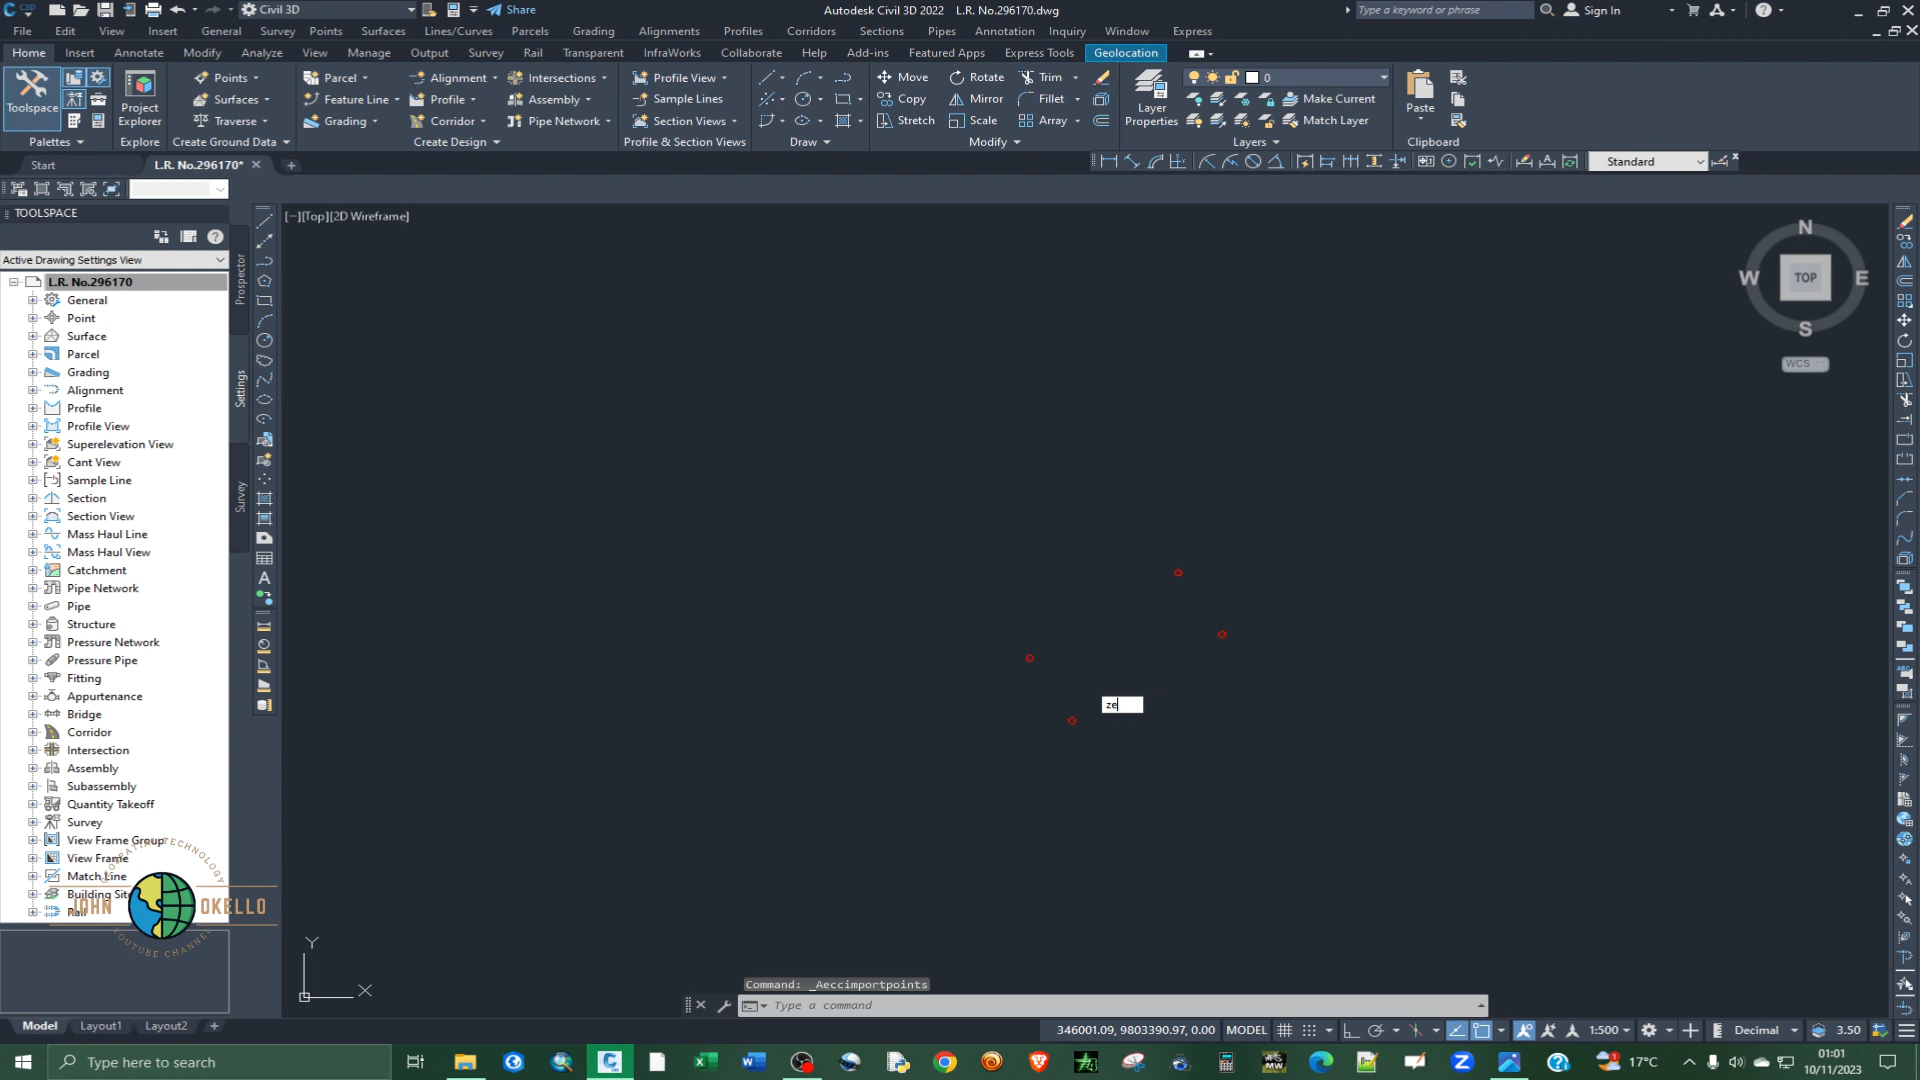 C3D Civil 3D Share Autodesk Civil 3D 2022 L.R. No.296170.dwg Type a keyword or phrase Sign In
File Edit View Insert General Survey Points Surfaces Lines/Curves Parcels Grading Alignments Profiles Corridors Sections Pipes Annotation Inquiry Window Express
Home Insert Annotate Modify Analyze View Manage Output Survey Rail Transparent InfraWorks Collaborate Help Add-ins Featured Apps Express Tools Geolocation
Points Parcel Alignment Intersections Profile View Move Rotate Trim 0
Toolspace Project Explorer Surfaces Feature Line Profile Assembly Sample Lines Copy Mirror Fillet Layer Properties Make Current Paste
Traverse Grading Corridor Pipe Network Section Views Stretch Scale Array Match Layer
Palettes Explore Create Ground Data Create Design Profile & Section Views Draw Modify Layers Clipboard
Start L.R. No.296170* Standard
TOOLSPACE
[−][Top][2D Wireframe]
Active Drawing Settings View
L.R. No.296170
General
Point
Surface
Parcel
Grading
Alignment
Profile
Profile View
Superelevation View
Cant View
Sample Line
Section
Section View
Mass Haul Line
Mass Haul View
Catchment
Pipe Network
Pipe
Structure
Pressure Network
Pressure Pipe
Fitting
Appurtenance
Bridge
Corridor
Intersection
Assembly
Subassembly
Quantity Takeoff
Survey
View Frame Group
View Frame
Match Line
Building Site
Rail
Prospector
Settings
Survey
N
W TOP E
S
WCS
ze
GEOSPATIAL TECHNOLOGY
JOHN OKELLO
YOUTUBE CHANNEL
Y
X
Command: _Aeccimportpoints
Type a command
Model Layout1 Layout2 346001.09, 9803390.97, 0.00 MODEL 1:500 Decimal 3.50
Type here to search 17°C 01:01
10/11/2023